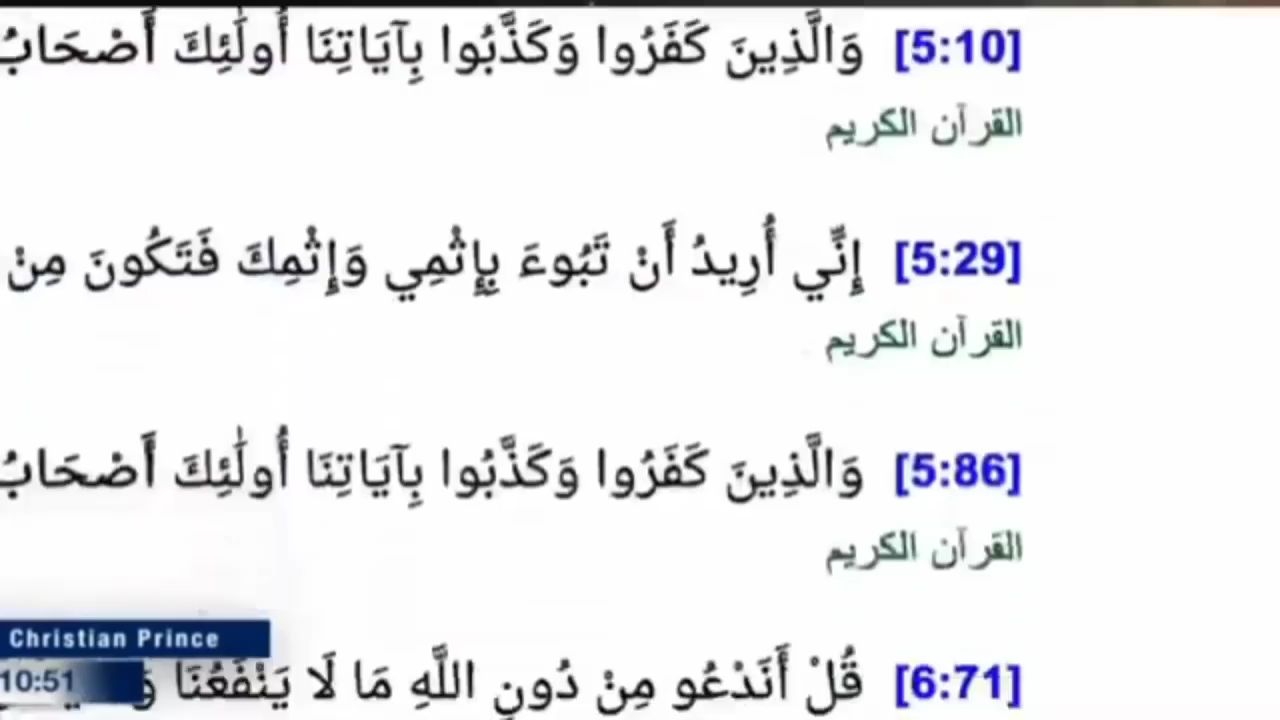 [5:10] وَالَّذِينَ كَفَرُوا وَكَذَّبُوا بِآيَاتِنَا أُولَٰئِكَ أَصْحَابُ
القرآن الكريم
[5:29] إِنِّي أُرِيدُ أَنْ تَبُوءَ بِإِثْمِي وَإِثْمِكَ فَتَكُونَ مِنْ
القرآن الكريم
[5:86] وَالَّذِينَ كَفَرُوا وَكَذَّبُوا بِآيَاتِنَا أُولَٰئِكَ أَصْحَابُ
القرآن الكريم
Christian Prince
[6:71] قُلْ أَنَدْعُو مِنْ دُونِ اللَّهِ مَا لَا يَنْفَعُنَا
10:51